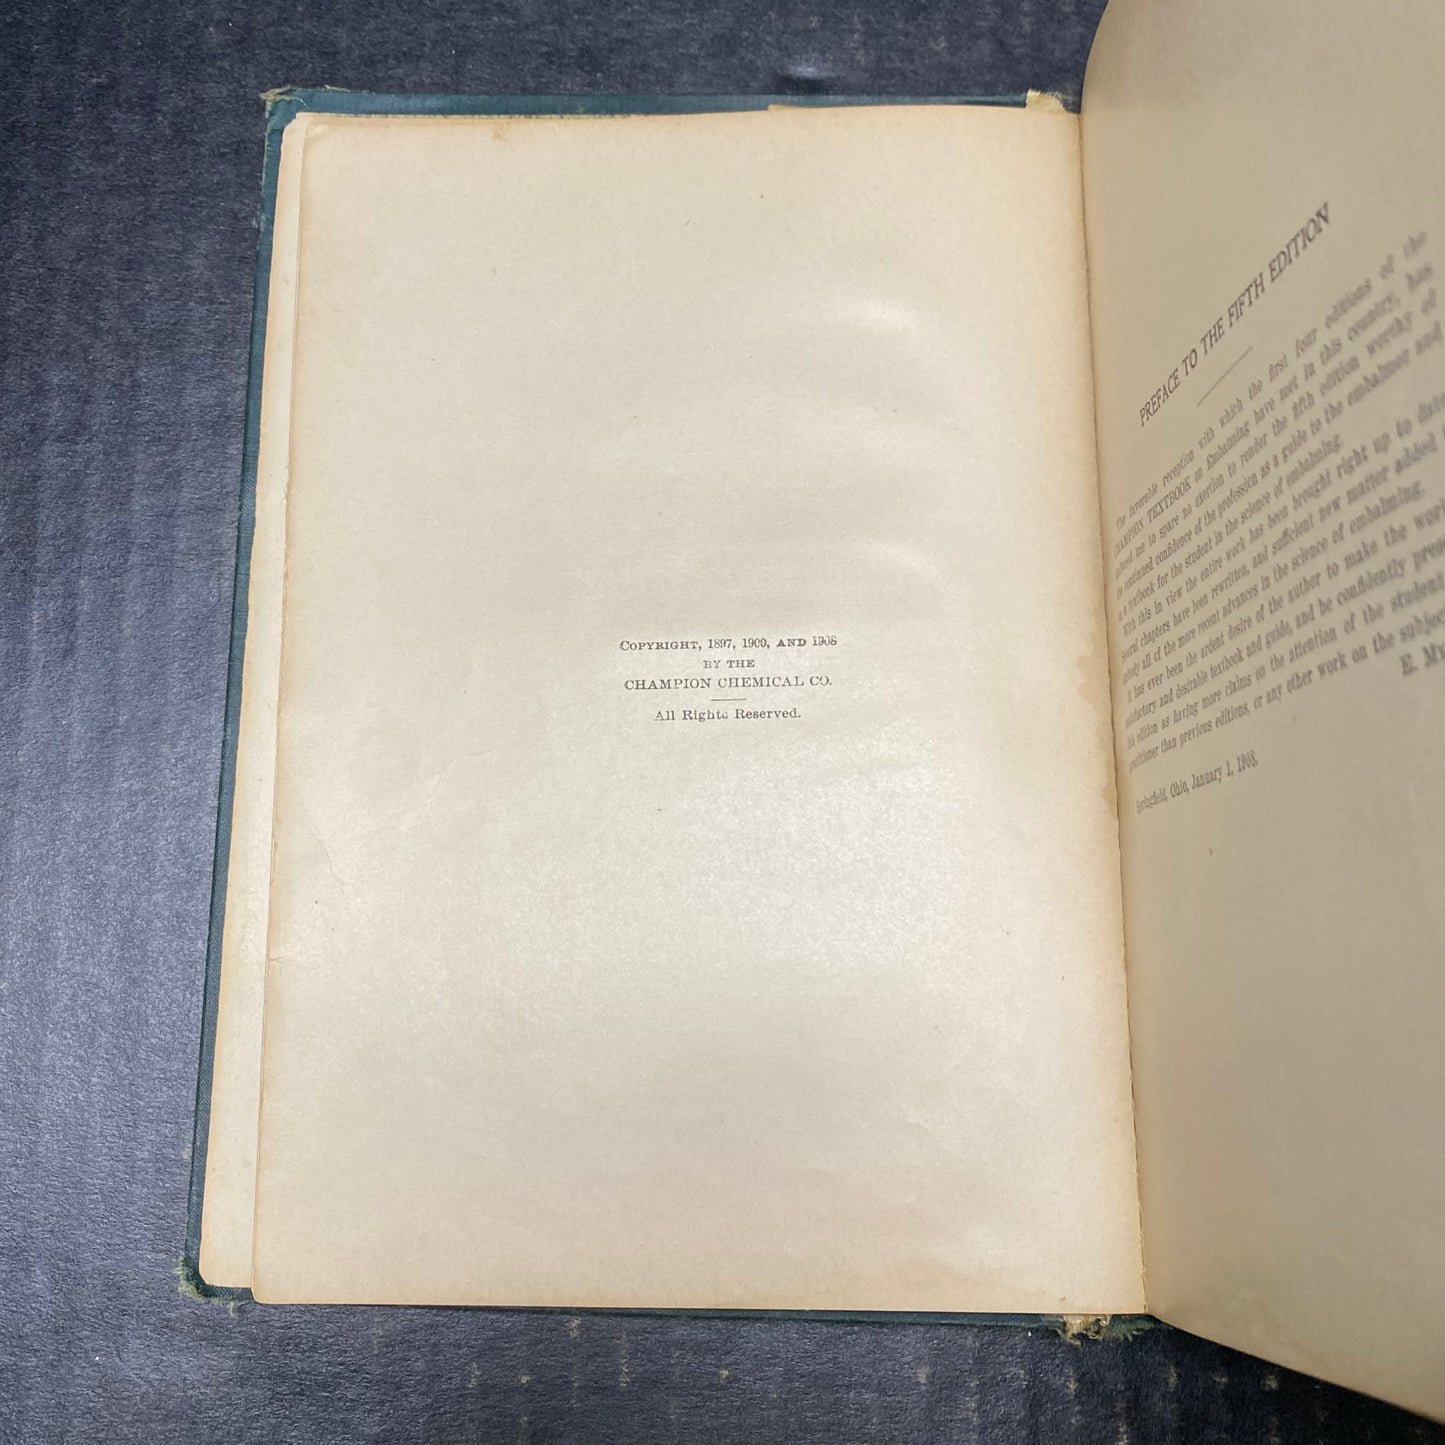 COPYRIGHT, 1897, 1900, AND 1908
BY THE
CHAMPION CHEMICAL CO.
All Rights Reserved.
PREFACE TO THE FIFTH EDITION
The favorable reception with which the first four editions of the
CHAMPION TEXTBOOK on Embalming have met in this country, has
induced me to spare no exertion to render the fifth edition worthy of
the continued confidence of the profession as a guide to the embalmer and
as a textbook for the student in the science of embalming.
With this in view the entire work has been brought right up to date
several chapters have been rewritten, and sufficient new matter added
embody all of the more recent advances in the science of embalming.
It has ever been the ardent desire of the author to make the work
satisfactory and desirable textbook and guide, and he confidently
this edition as having more claims on the attention of the student
practitioner than previous editions, or any other work on the subject
E.
Springfield, Ohio, January 1, 1908.